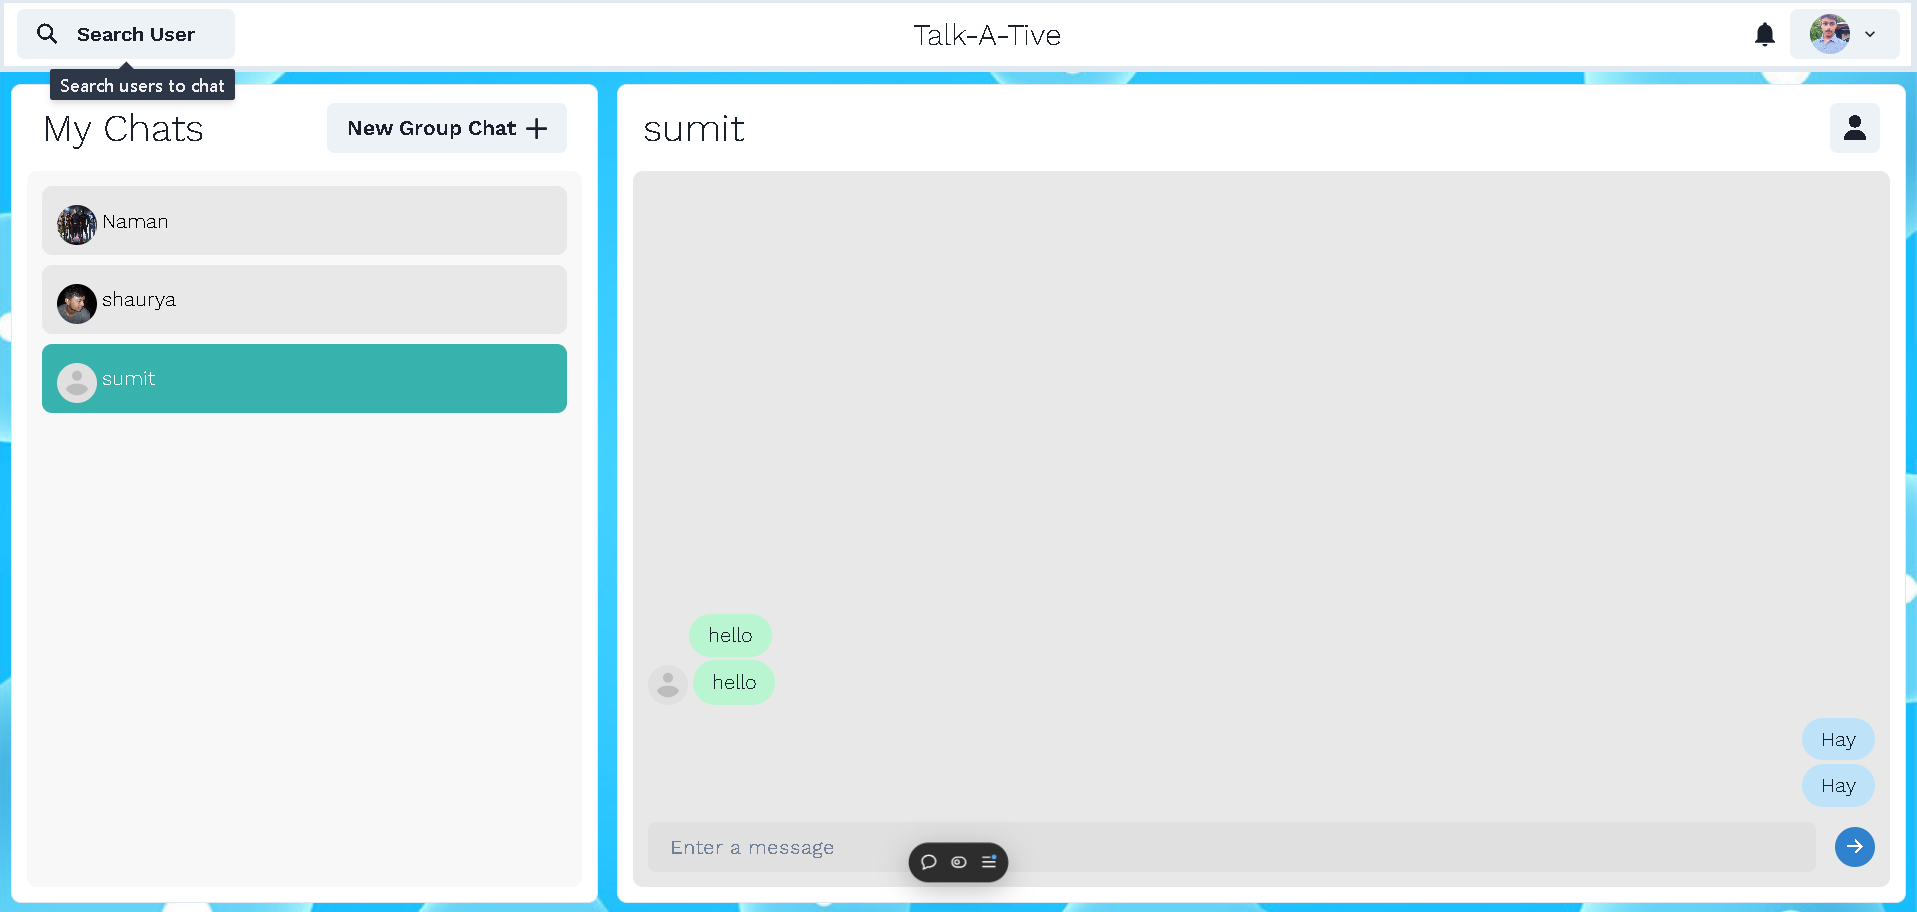 Search User
Talk-A-Tive
Search users to chat
My Chats
New Group Chat
sumit
Naman
shaurya
sumit
hello
hello
Hay
Hay
Enter a message